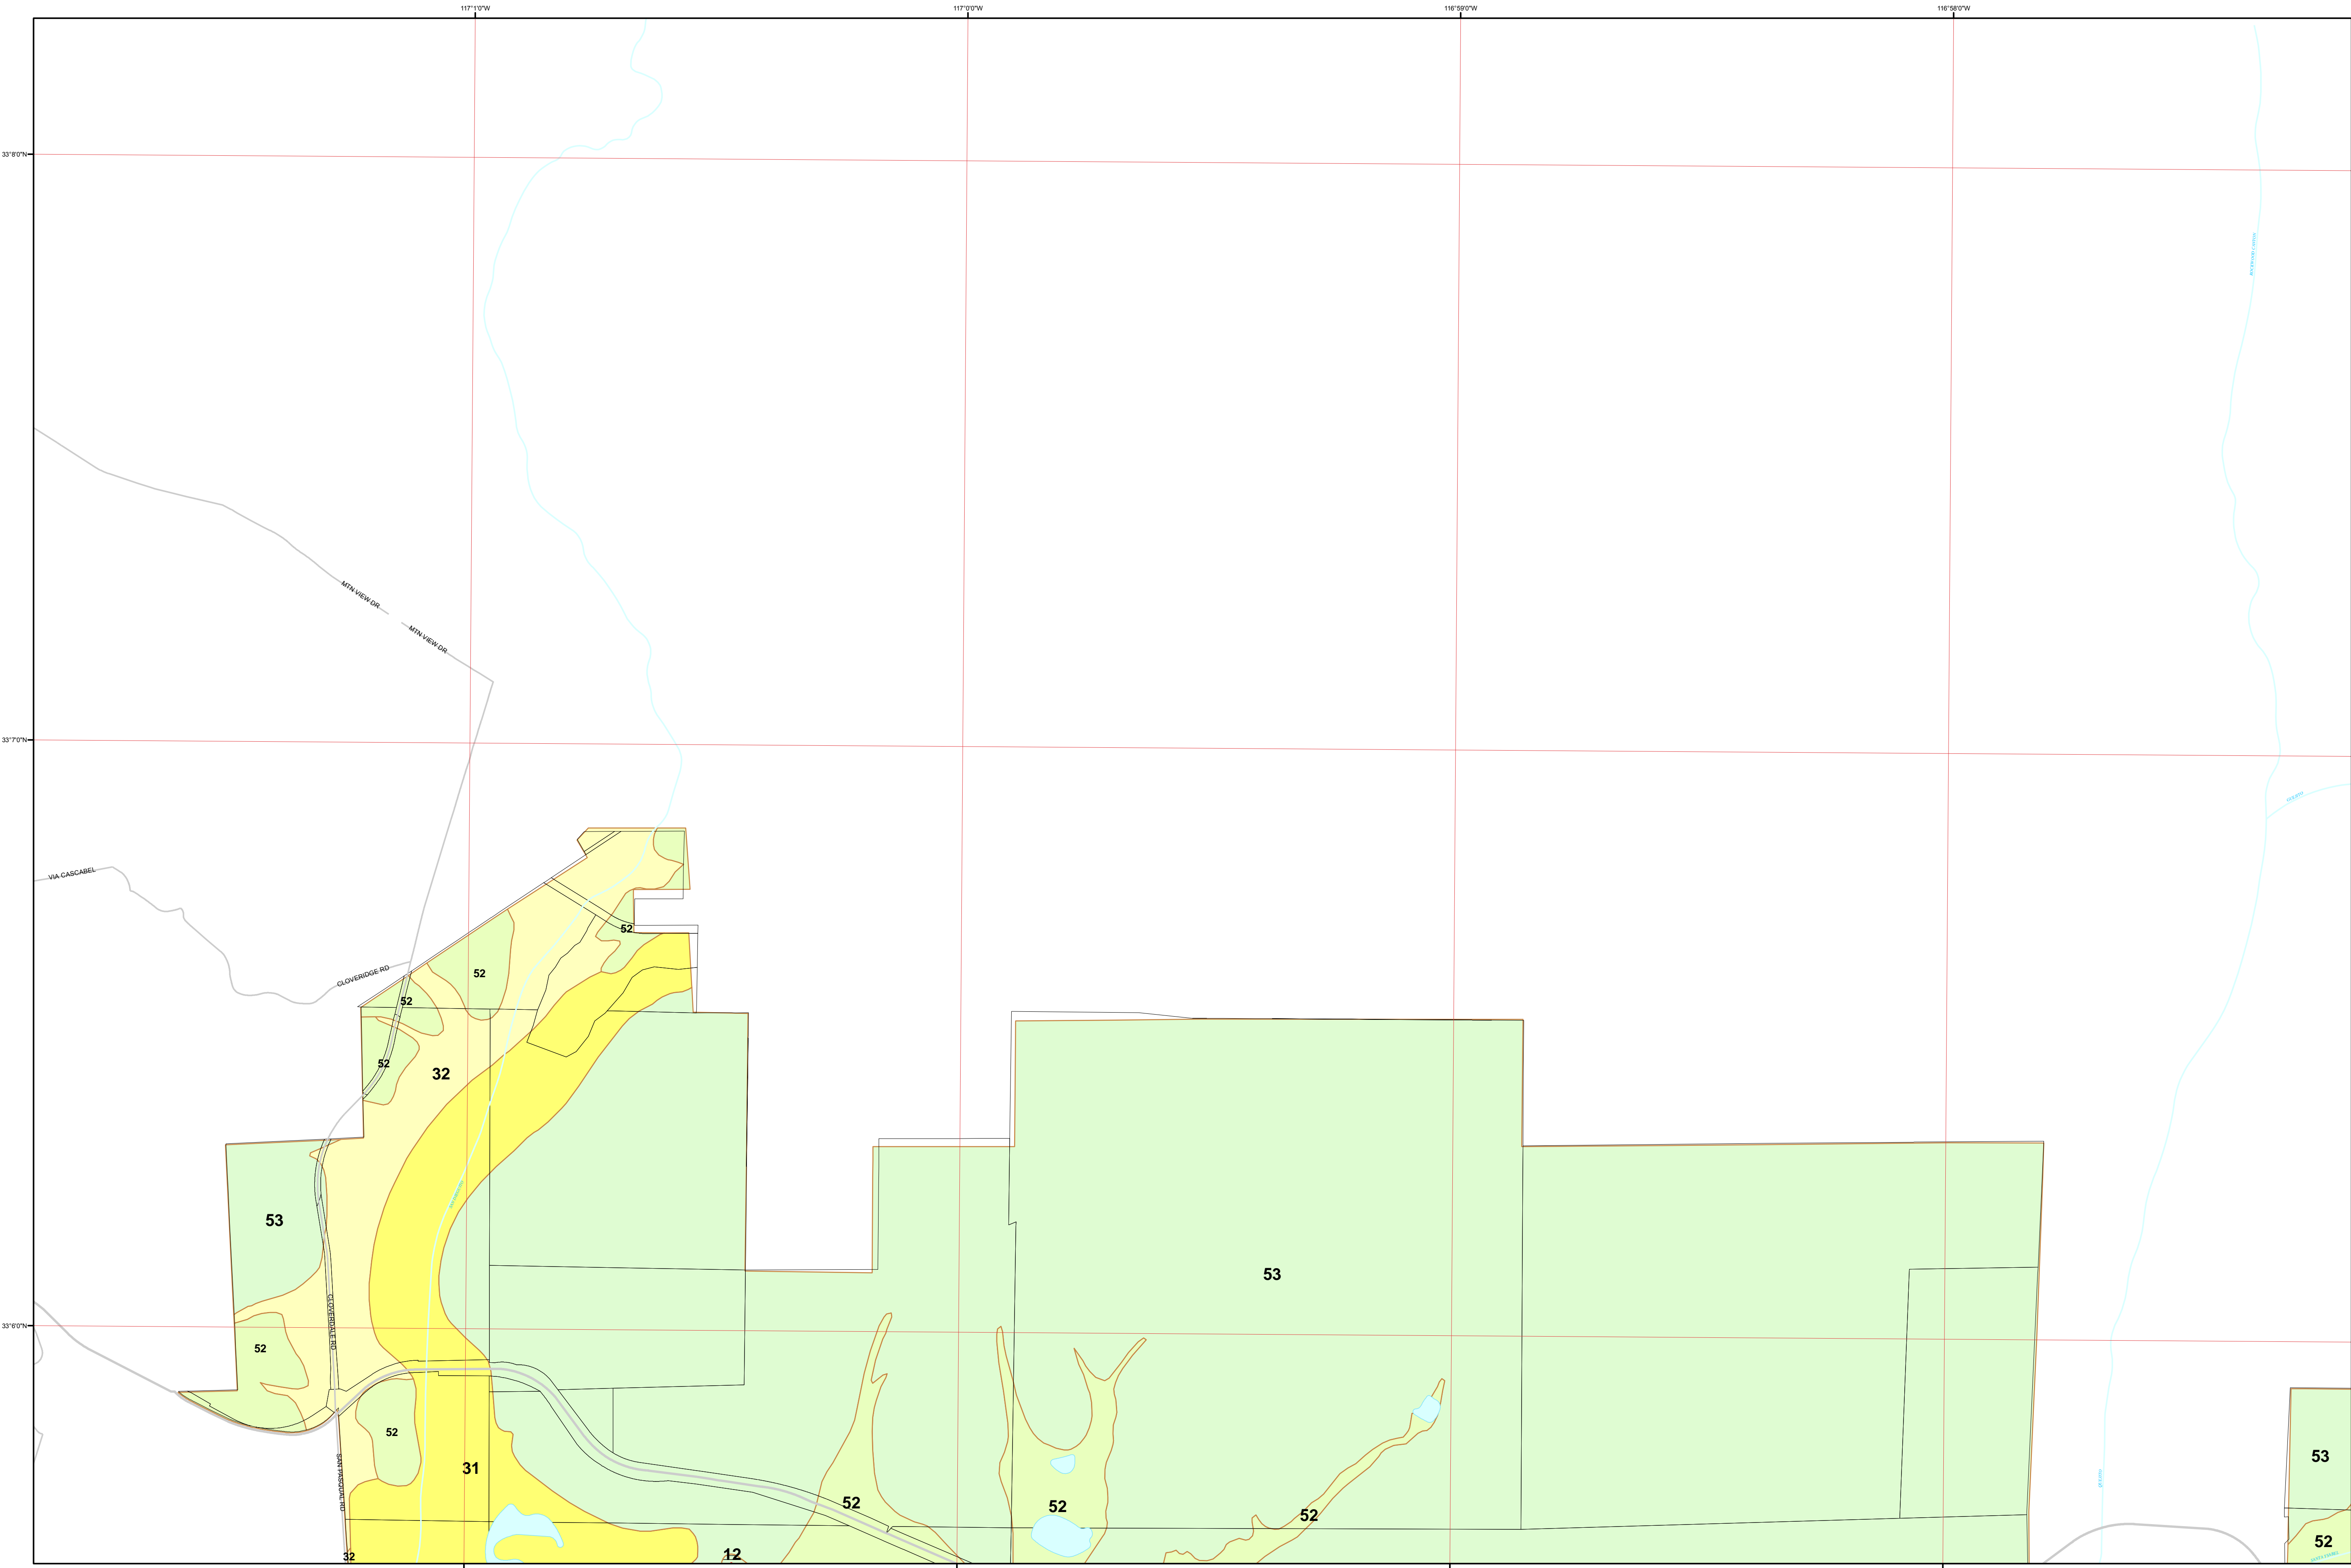 117°1'0"W
117°0'0"W
116°59'0"W
116°58'0"W
33°8'0"N
MTN VIEW DR
MTN VIEW DR
33°7'0"N
VIA CASCABEL
52
52
CLOVERIDGE RD
52
52
32
53
53
33°6'0"N
CLOVERDALE RD
52
52
53
31
SAN PASQUAL RD
52
52
52
52
12
32